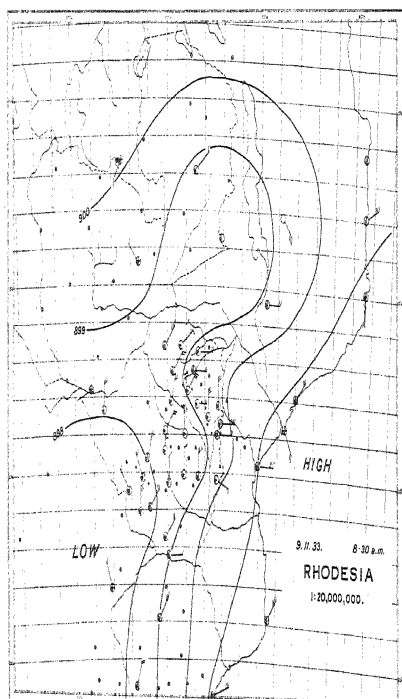 900
899
898
HIGH
LOW
9. 11. 33. 8·30 a.m.
RHODESIA
1:20,000,000.